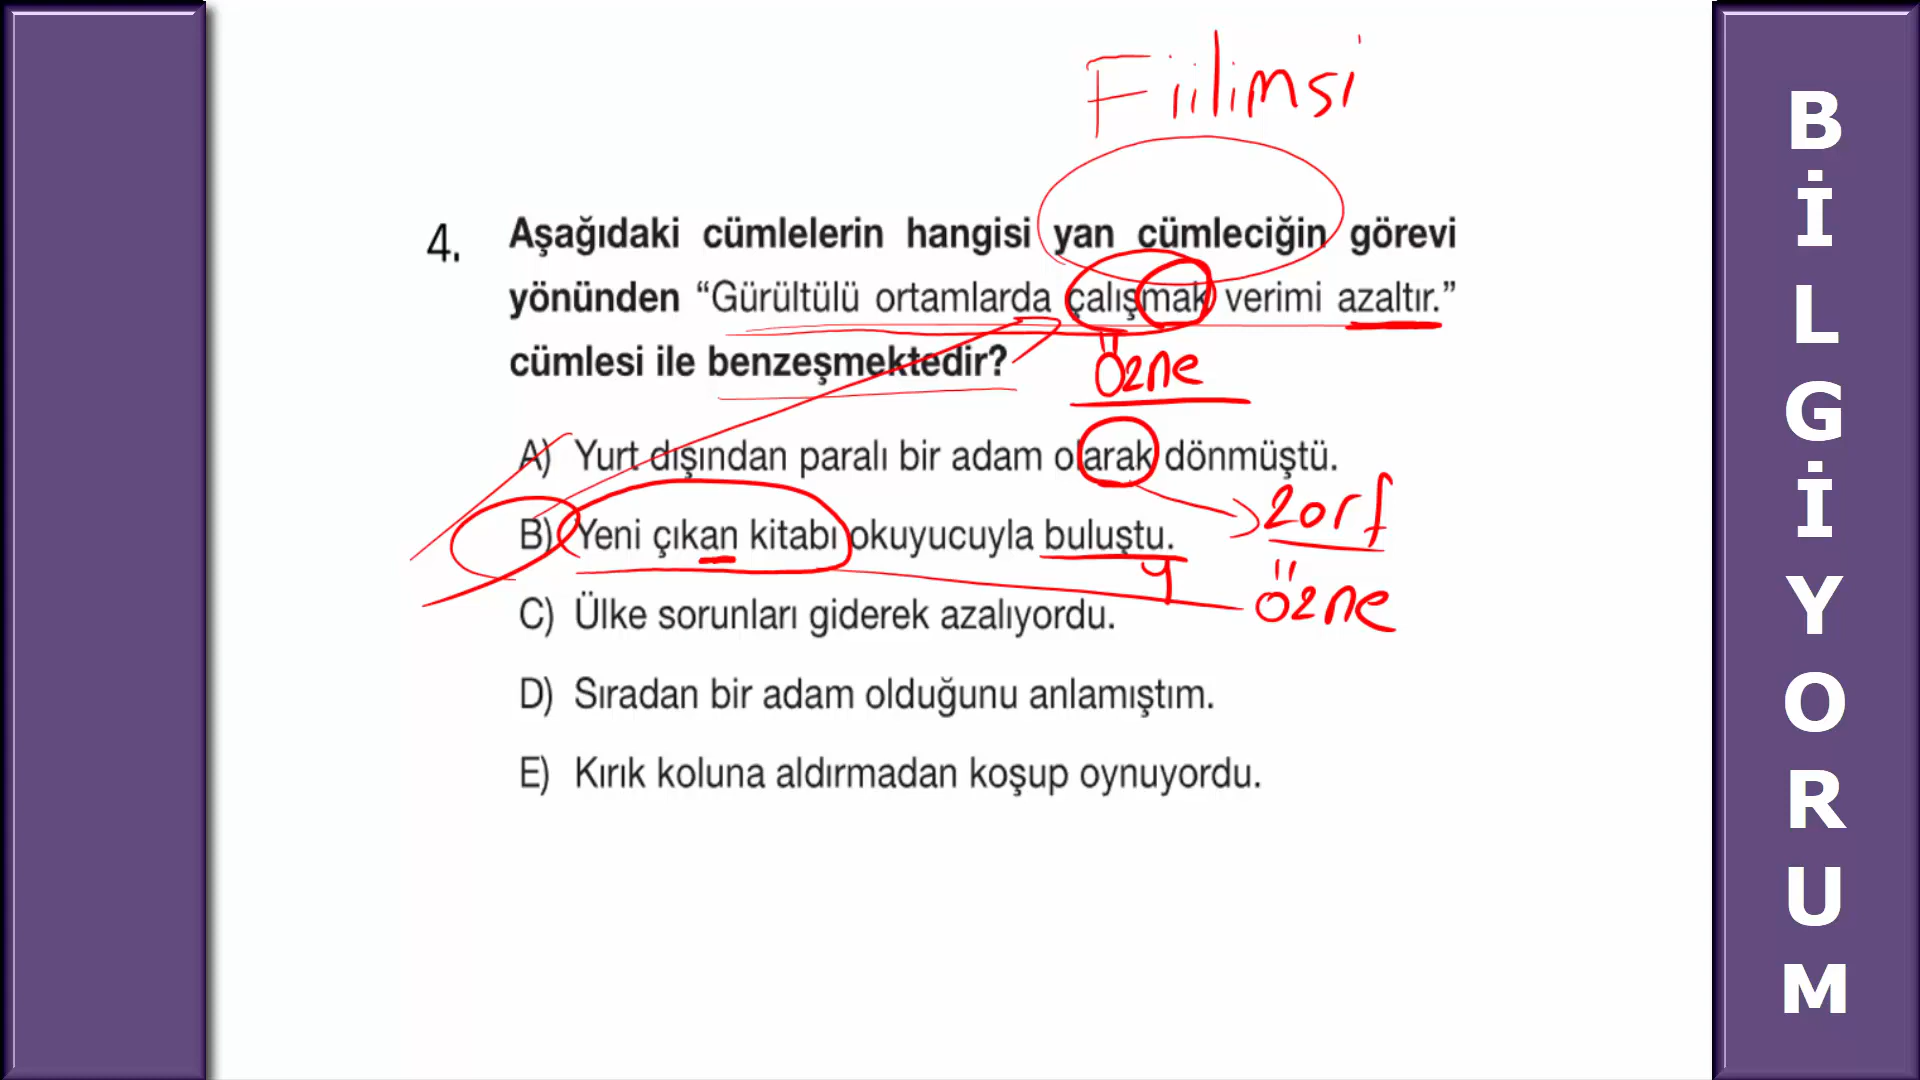 Fiilimsi
4. Aşağıdaki cümlelerin hangisi yan cümleciğin görevi
yönünden “Gürültülü ortamlarda çalışmak verimi azaltır.”
cümlesi ile benzeşmektedir?
Özne
A) Yurt dışından paralı bir adam olarak dönmüştü.
zorf
B) Yeni çıkan kitabı okuyucuyla buluştu.
y
özne
C) Ülke sorunları giderek azalıyordu.
D) Sıradan bir adam olduğunu anlamıştım.
E) Kırık koluna aldırmadan koşup oynuyordu.
B
İ
L
G
İ
Y
O
R
U
M